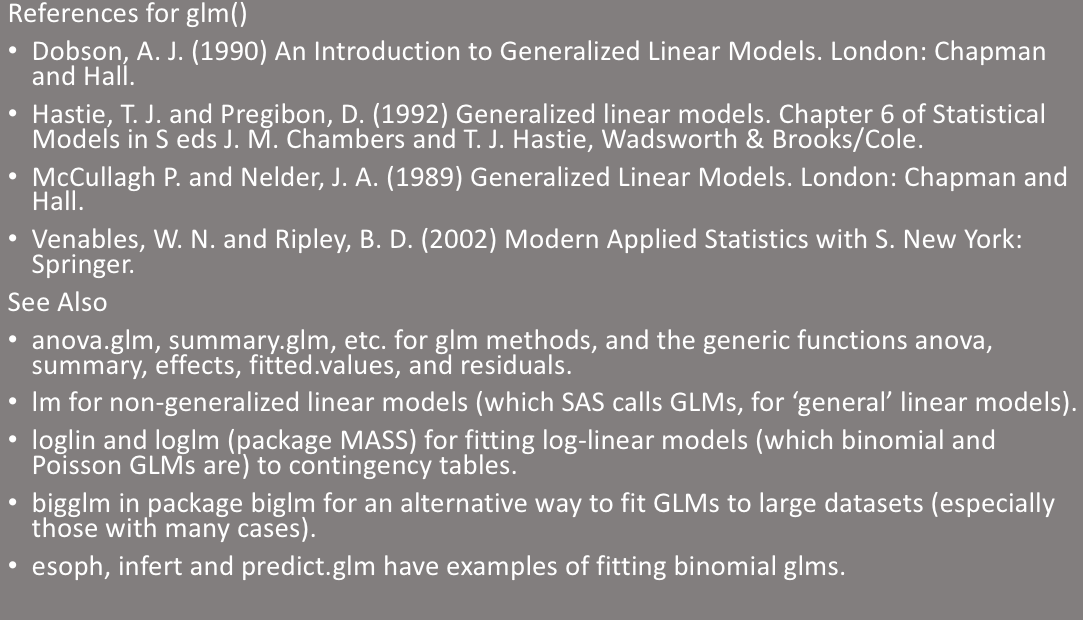 References for glm()
• Dobson, A. J. (1990) An Introduction to Generalized Linear Models. London: Chapman
and Hall.
• Hastie, T. J. and Pregibon, D. (1992) Generalized linear models. Chapter 6 of Statistical
Models in S eds J. M. Chambers and T. J. Hastie, Wadsworth & Brooks/Cole.
• McCullagh P. and Nelder, J. A. (1989) Generalized Linear Models. London: Chapman and
Hall.
• Venables, W. N. and Ripley, B. D. (2002) Modern Applied Statistics with S. New York:
Springer.
See Also
• anova.glm, summary.glm, etc. for glm methods, and the generic functions anova,
summary, effects, fitted.values, and residuals.
• lm for non-generalized linear models (which SAS calls GLMs, for ‘general’ linear models).
• loglin and loglm (package MASS) for fitting log-linear models (which binomial and
Poisson GLMs are) to contingency tables.
• bigglm in package biglm for an alternative way to fit GLMs to large datasets (especially
those with many cases).
• esoph, infert and predict.glm have examples of fitting binomial glms.